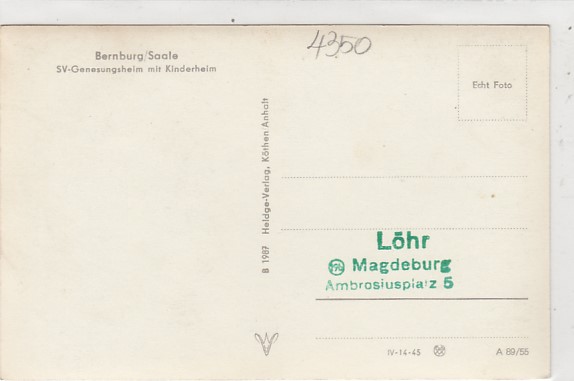 4350
Bernburg/Saale
SV-Genesungsheim mit Kinderheim
Echt Foto
B 1987 Heldge-Verlag, Köthen/Anhalt
Löhr
Magdeburg
Ambrosiusplatz 5
IV-14-45
A 89/55